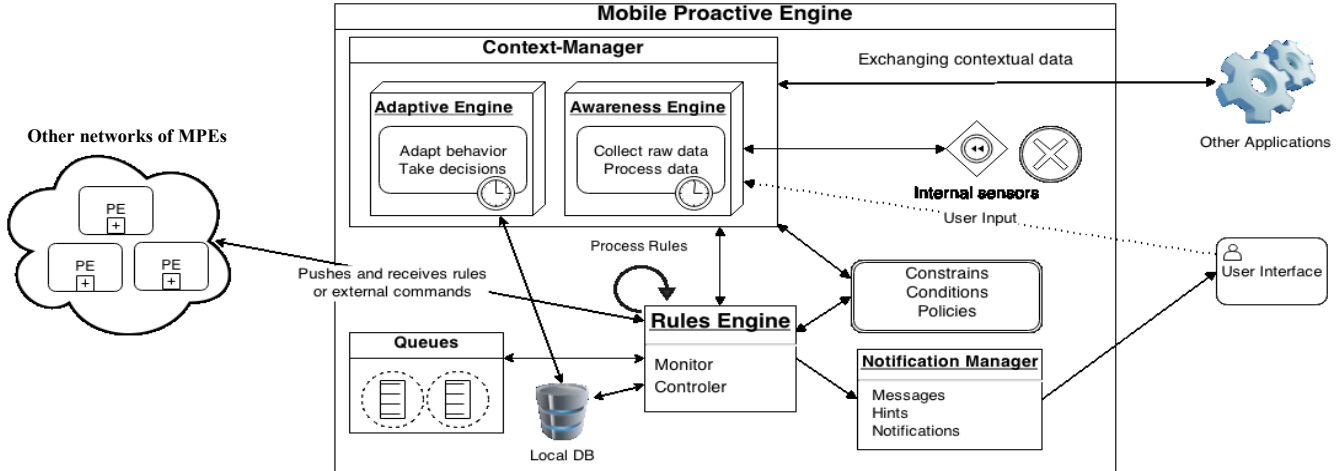 Mobile Proactive Engine
Context-Manager
Adaptive Engine
Adapt behavior
Take decisions
Awareness Engine
Collect raw data
Process data
Exchanging contextual data
Other Applications
Internal sensors
User Input
User Interface
Other networks of MPEs
PE
PE
PE
Pushes and receives rules
or external commands
Process Rules
Constrains
Conditions
Policies
Rules Engine
Monitor
Controler
Queues
Local DB
Notification Manager
Messages
Hints
Notifications